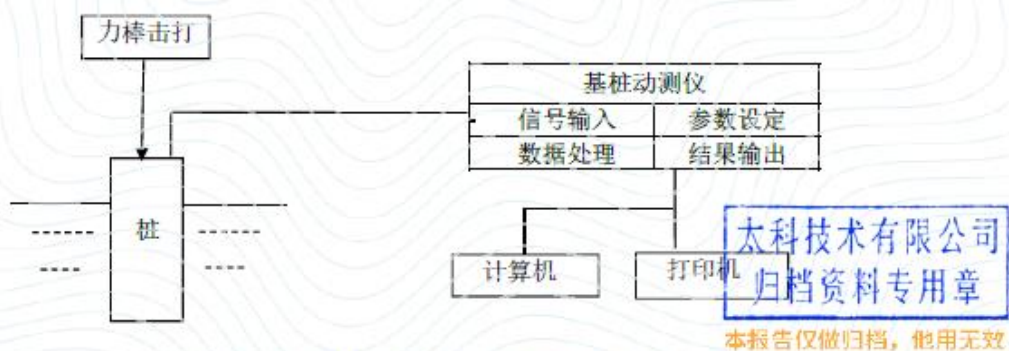 力棒击打
基桩动测仪
信号输入 参数设定
数据处理 结果输出
桩
计算机 打印机
太科技术有限公司
归档资料专用章
本报告仅做归档，他用无效